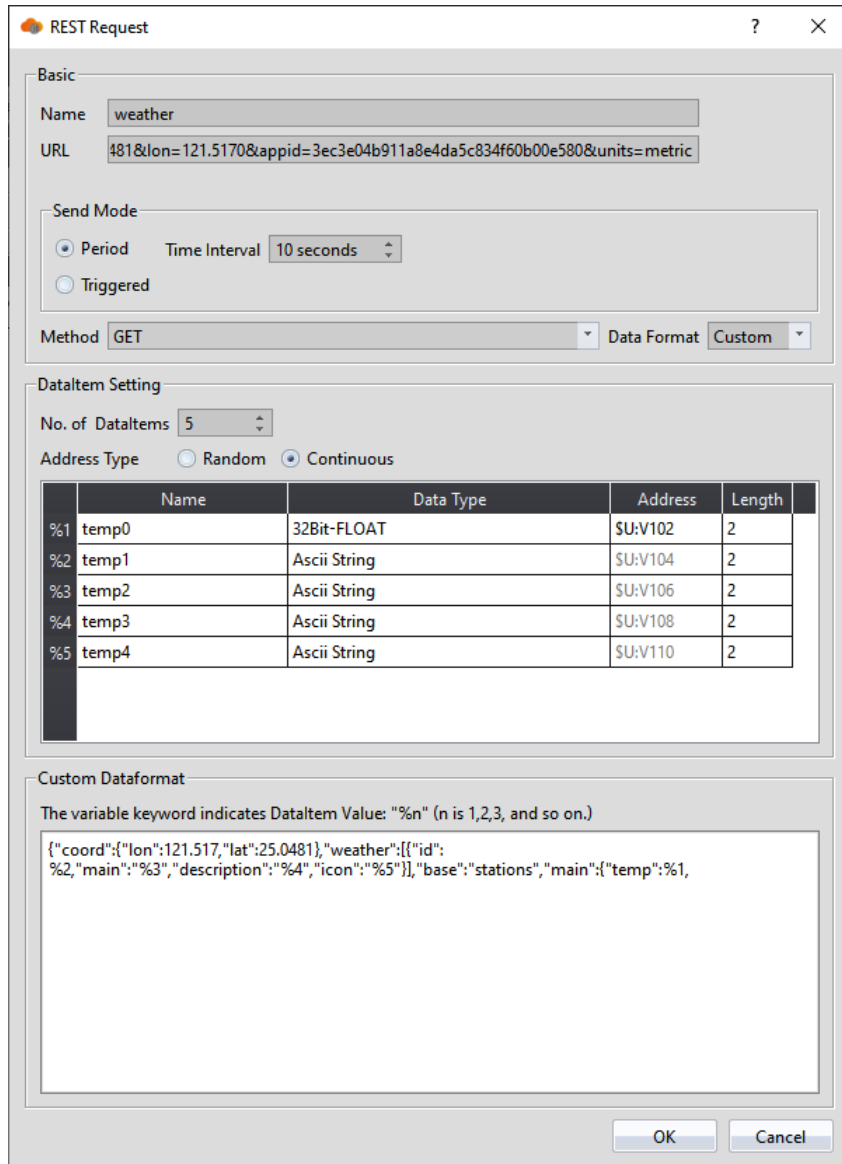 REST Request
Basic
Name weather
URL 481&lon=121.5170&appid=3ec3e04b911a8e4da5c834f60b00e580&units=metric
Send Mode
Period Time Interval 10 seconds
Triggered
Method GET Data Format Custom
DataItem Setting
No. of DataItems 5
Address Type Random Continuous
Name Data Type Address Length
%1 temp0 32Bit-FLOAT $U:V102 2
%2 temp1 Ascii String $U:V104 2
%3 temp2 Ascii String $U:V106 2
%4 temp3 Ascii String $U:V108 2
%5 temp4 Ascii String $U:V110 2
Custom Dataformat
The variable keyword indicates DataItem Value: "%n" (n is 1,2,3, and so on.)
{"coord":{"lon":121.517,"lat":25.0481},"weather":[{"id":
%2,"main":"%3","description":"%4","icon":"%5"}],"base":"stations","main":{"temp":%1,
OK Cancel